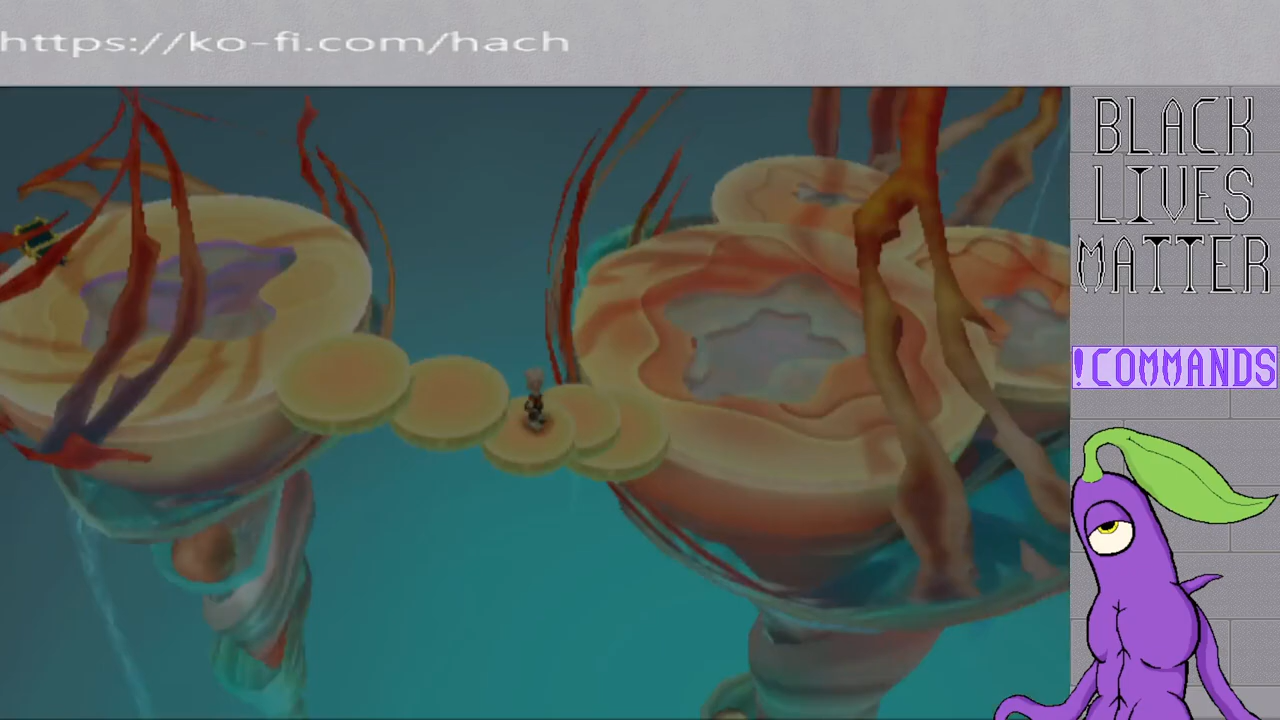 https://ko-fi.com/hach
BLACK
LIVES
MATTER
!COMMANDS